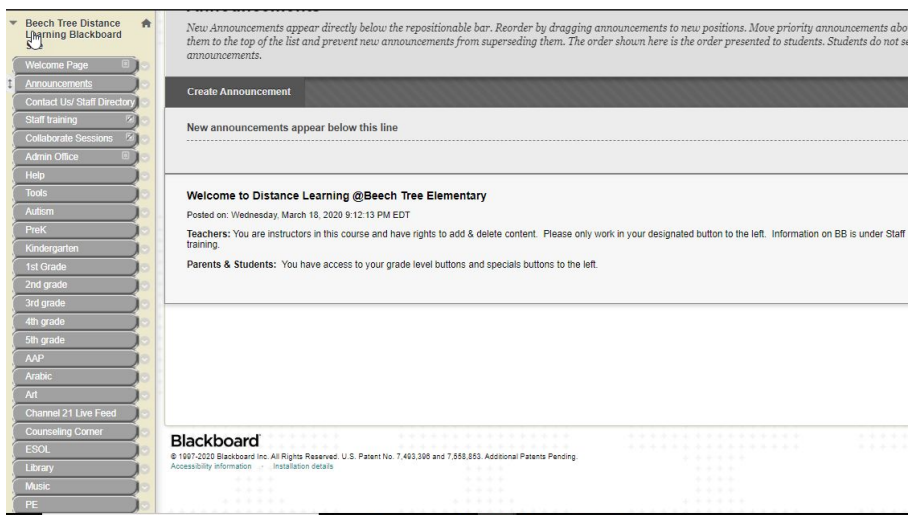 Beech Tree Distance
Learning Blackboard
New Announcements appear directly below the repositionable bar. Reorder by dragging announcements to new positions. Move priority announcements abo
them to the top of the list and prevent new announcements from superseding them. The order shown here is the order presented to students. Students do not se
announcements.
Welcome Page
Announcements
Contact Us/ Staff Directory
Staff training
Collaborate Sessions
Admin Office
Help
Tools
Autism
PreK
Kindergarten
1st Grade
2nd grade
3rd grade
4th grade
5th grade
AAP
Arabic
Art
Channel 21 Live Feed
Counseling Corner
ESOL
Library
Music
PE
Create Announcement
New announcements appear below this line
Welcome to Distance Learning @Beech Tree Elementary
Posted on: Wednesday, March 18, 2020 9:12:13 PM EDT
Teachers: You are instructors in this course and have rights to add & delete content. Please only work in your designated button to the left. Information on BB is under Staff
training.
Parents & Students: You have access to your grade level buttons and specials buttons to the left.
Blackboard
© 1997-2020 Blackboard Inc. All Rights Reserved. U.S. Patent No. 7,493,396 and 7,558,853. Additional Patents Pending.
Accessibility information Installation details